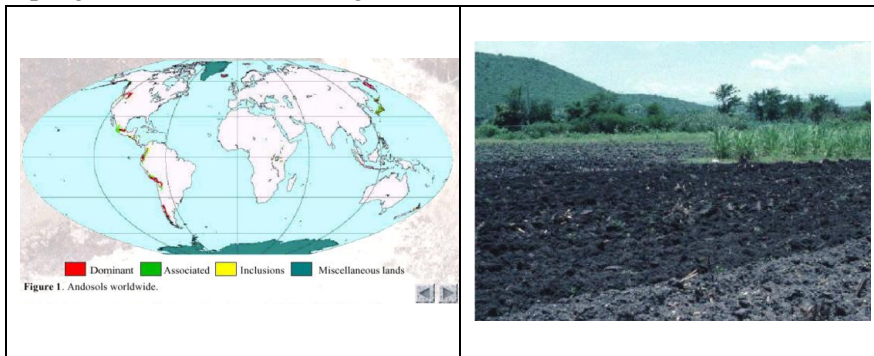 Dominant Associated Inclusions Miscellaneous lands
Figure 1. Andosols worldwide.